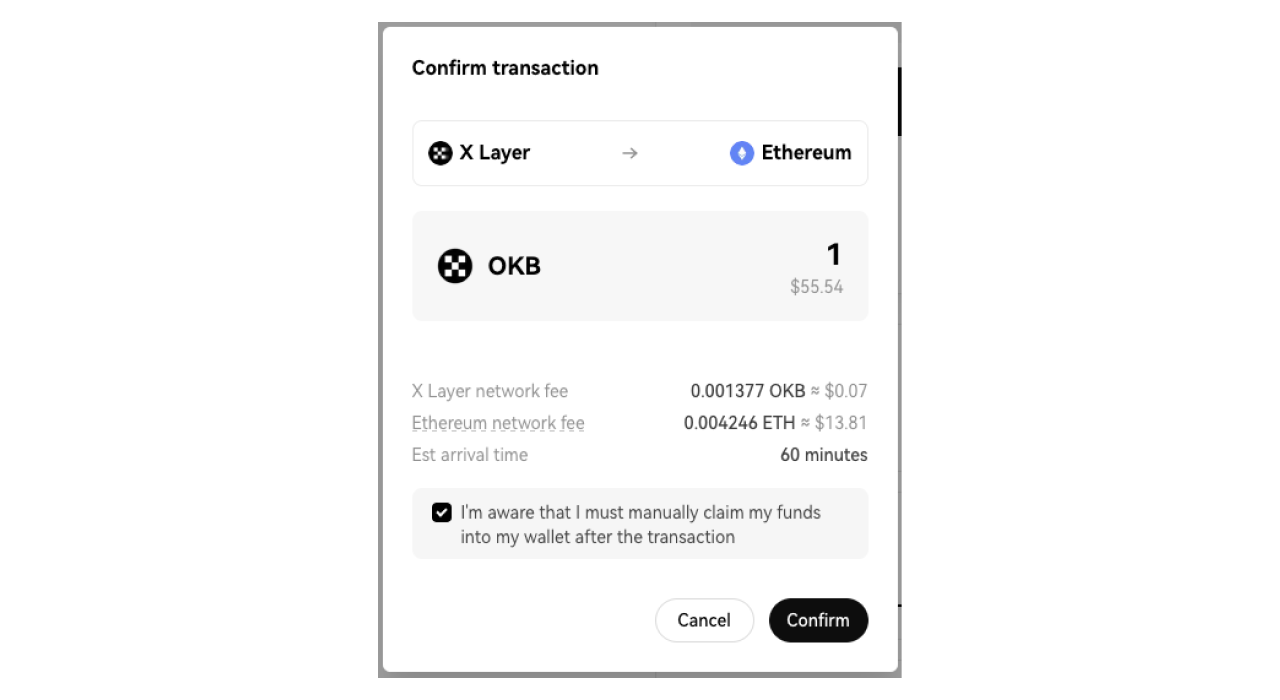 Confirm transaction
X Layer → Ethereum
OKB 1
$55.54
X Layer network fee 0.001377 OKB ≈ $0.07
Ethereum network fee 0.004246 ETH ≈ $13.81
Est arrival time 60 minutes
I'm aware that I must manually claim my funds
into my wallet after the transaction
Cancel Confirm